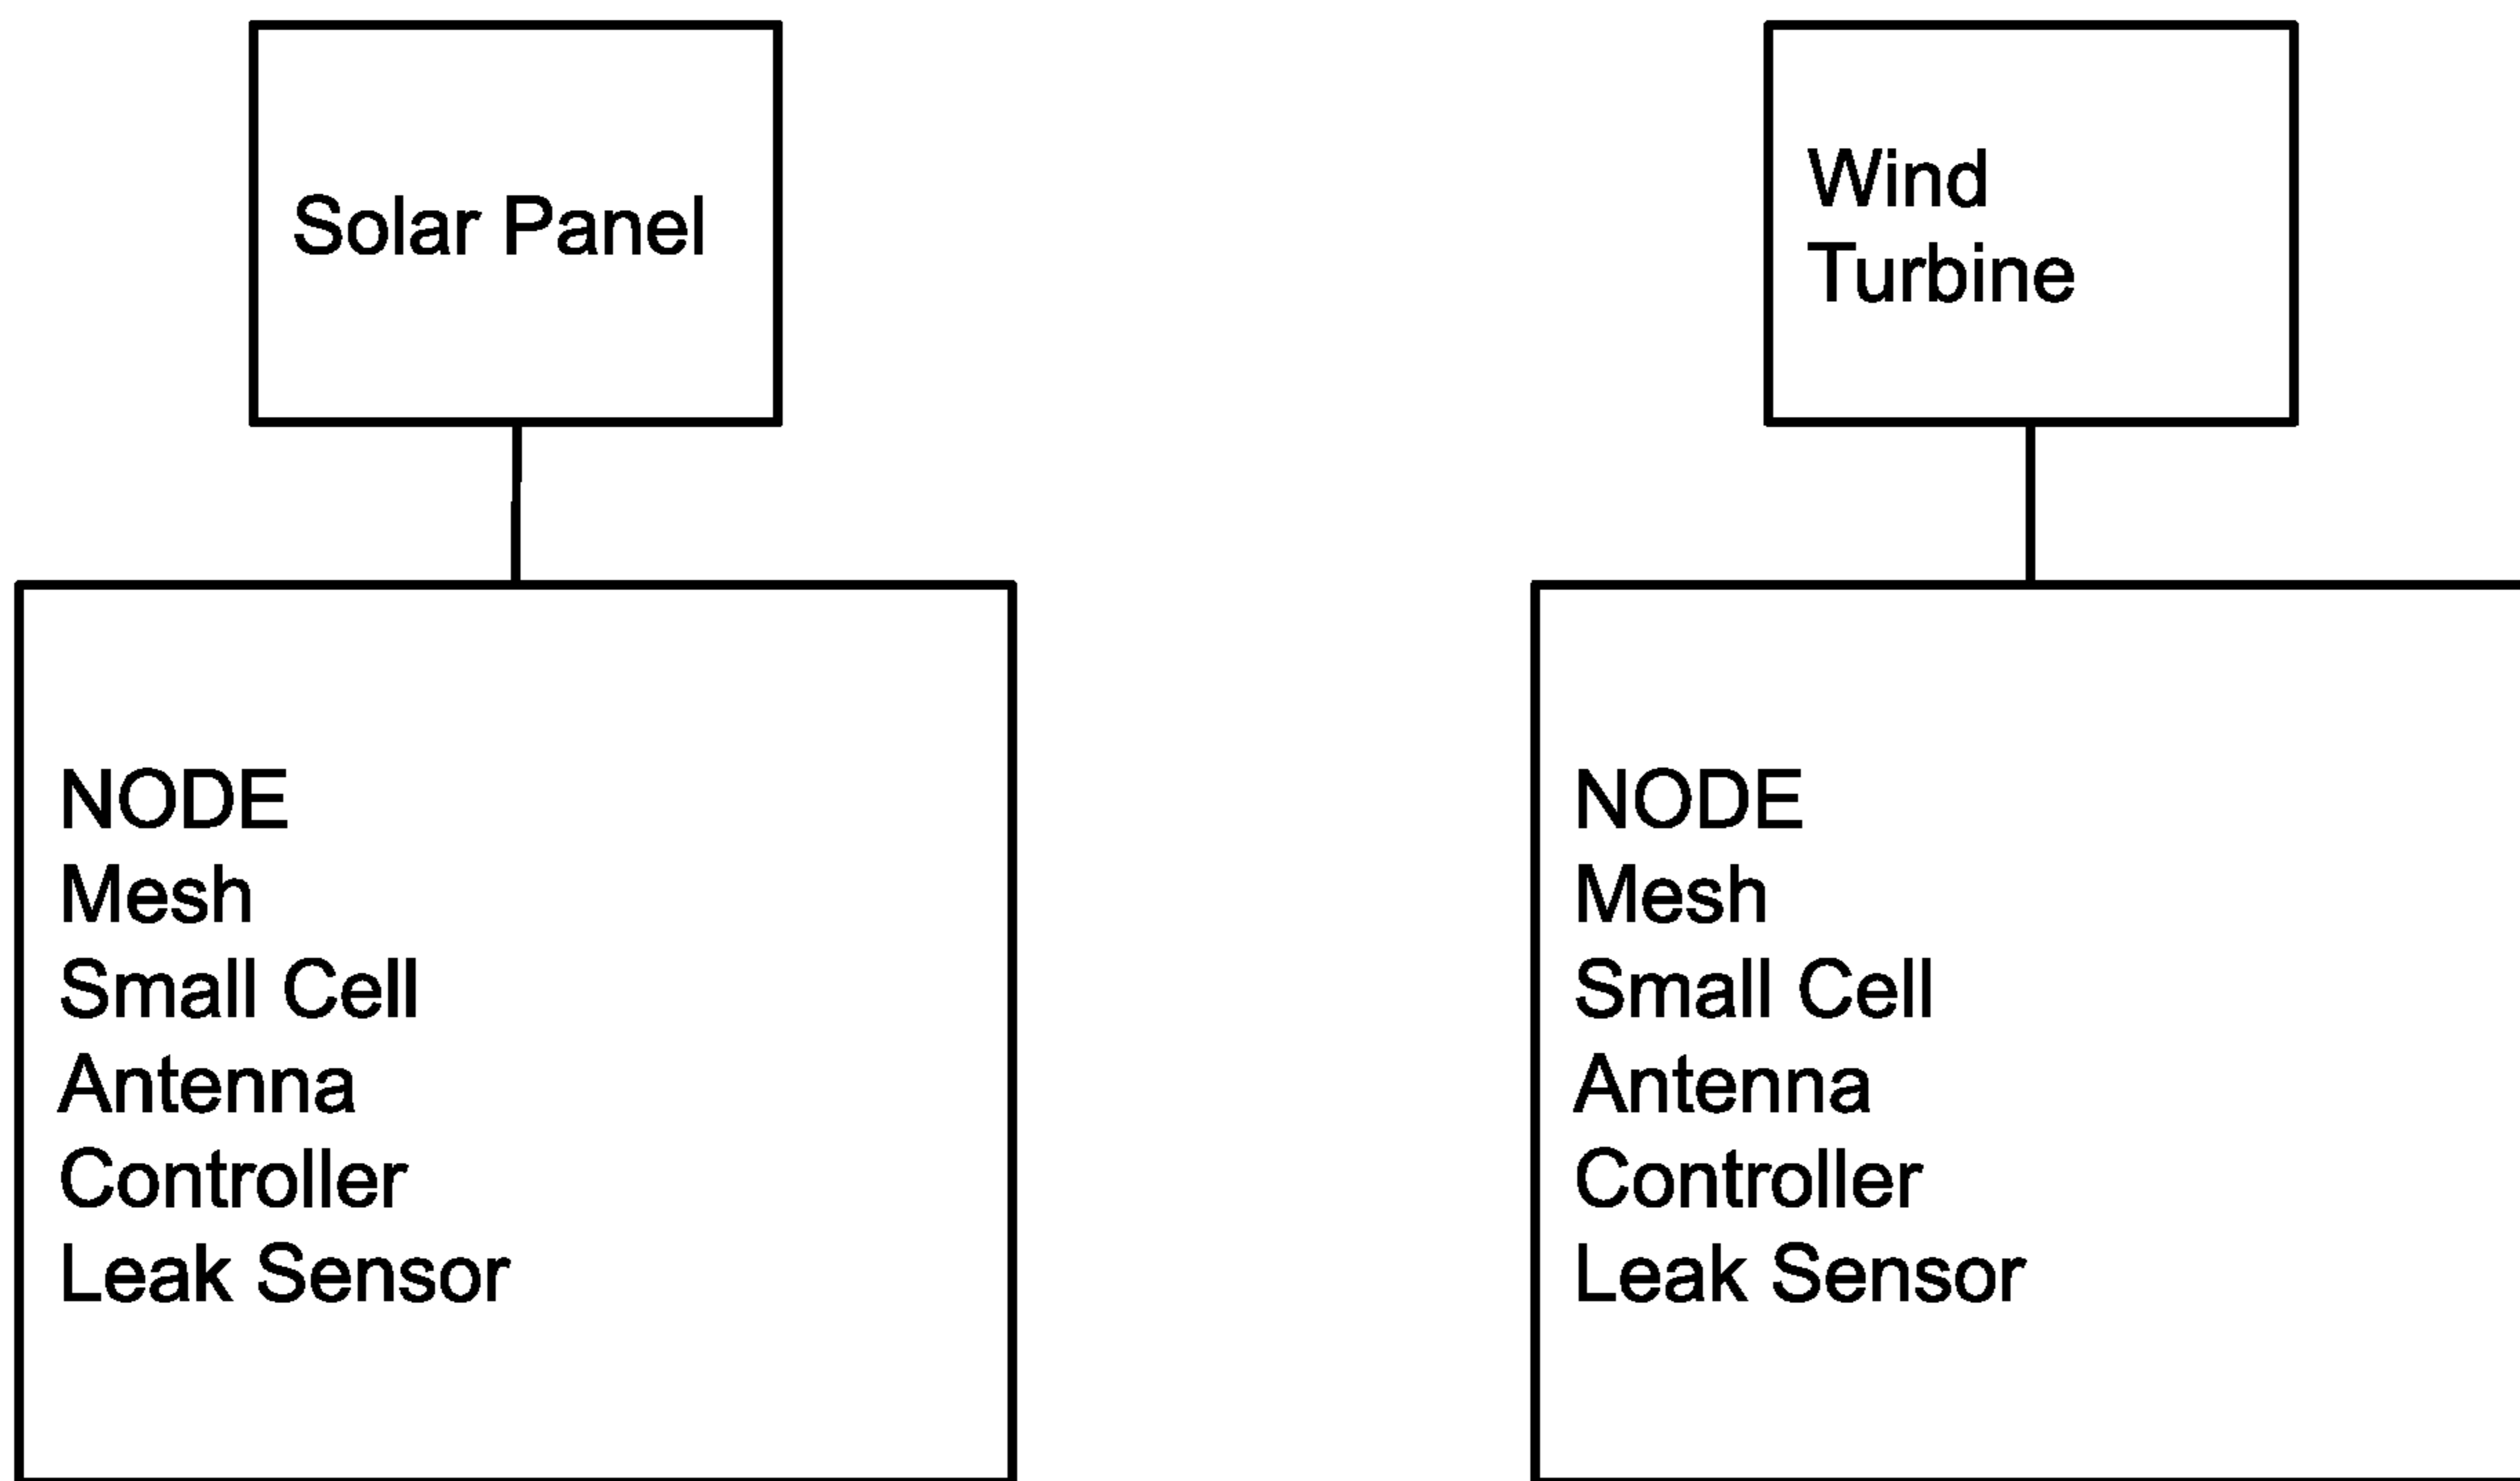 Solar Panel
Wind
Turbine
NODE
Mesh
Small Cell
Antenna
Controller
Leak Sensor
NODE
Mesh
Small Cell
Antenna
Controller
Leak Sensor